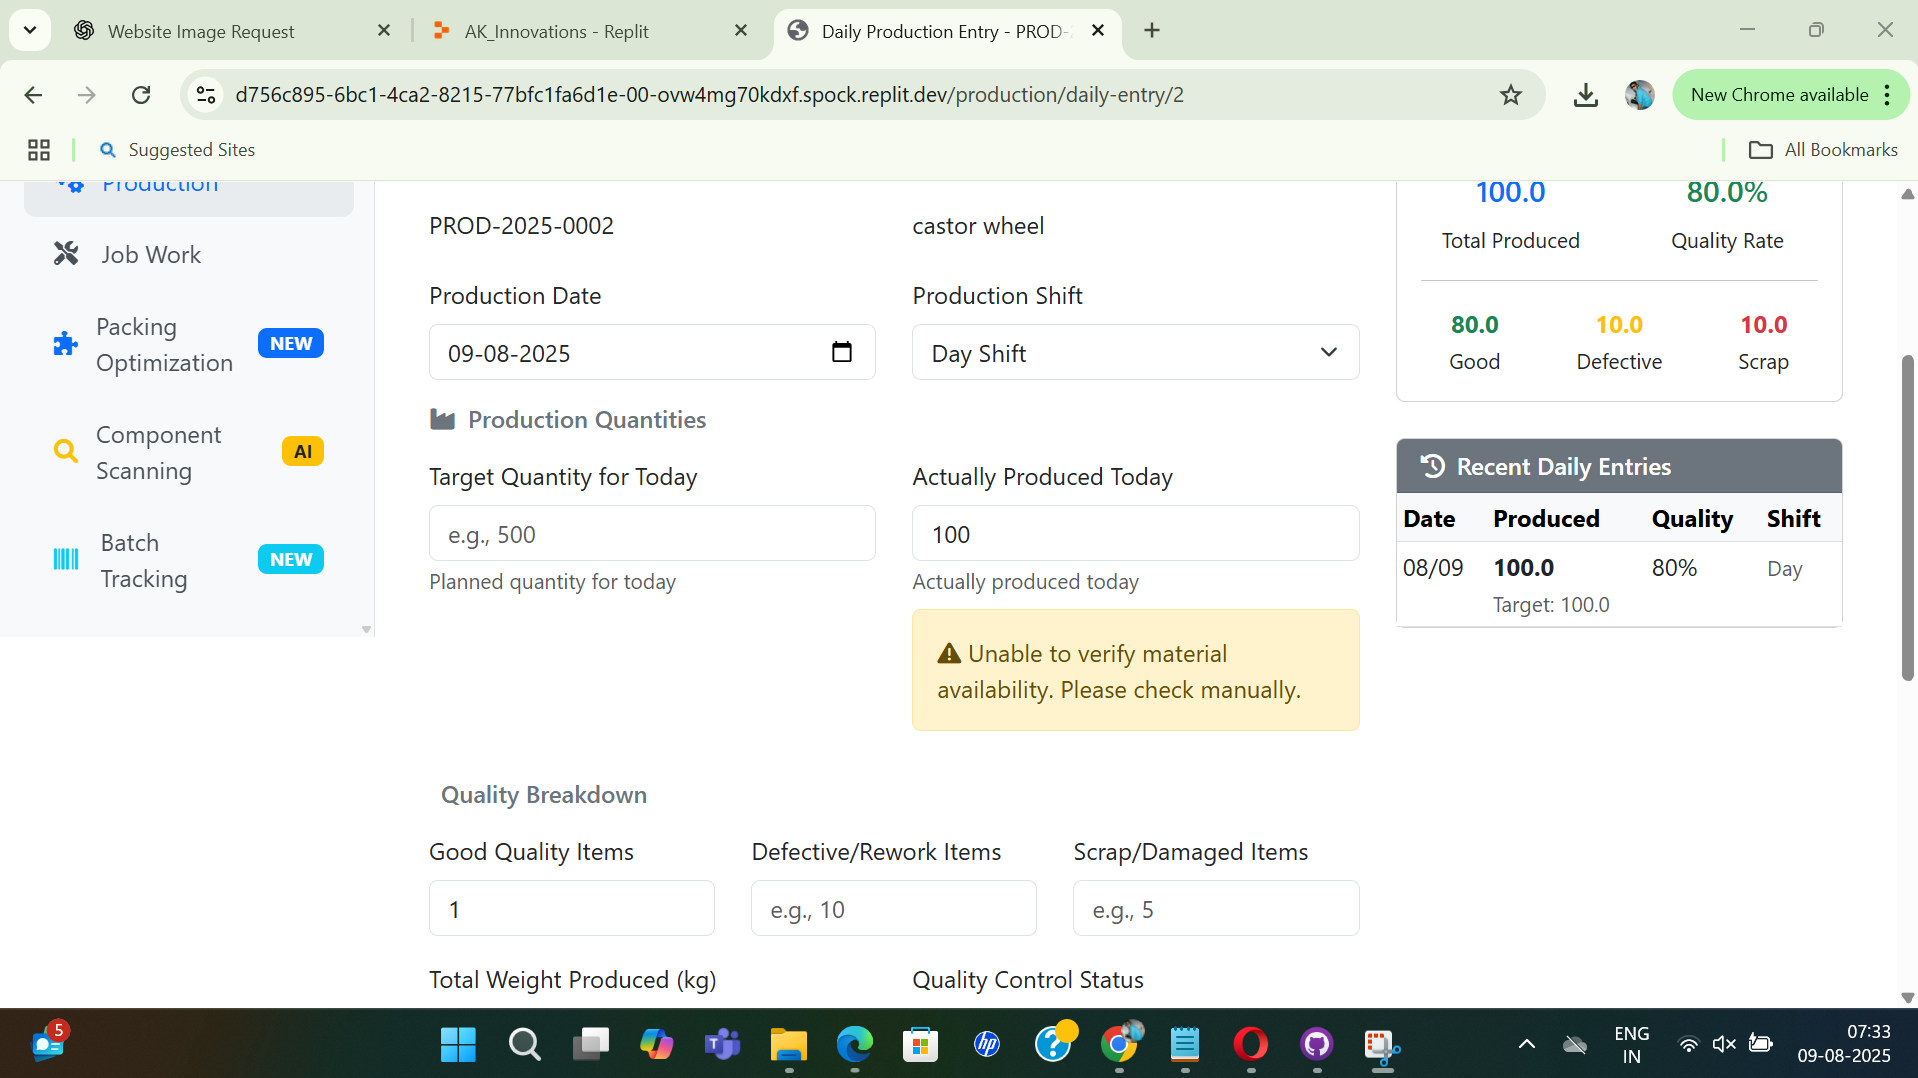 Website Image Request
AK_Innovations - Replit
Daily Production Entry - PROD-
d756c895-6bc1-4ca2-8215-77bfc1fa6d1e-00-ovw4mg70kdxf.spock.replit.dev/production/daily-entry/2
New Chrome available
Suggested Sites
All Bookmarks
Production
Job Work
Packing
Optimization
NEW
Component
Scanning
AI
Batch
Tracking
NEW
PROD-2025-0002
castor wheel
Production Date
Production Shift
09-08-2025
Day Shift
Production Quantities
Target Quantity for Today
Actually Produced Today
e.g., 500
100
Planned quantity for today
Actually produced today
Unable to verify material
availability. Please check manually.
Quality Breakdown
Good Quality Items
Defective/Rework Items
Scrap/Damaged Items
1
e.g., 10
e.g., 5
Total Weight Produced (kg)
Quality Control Status
100.0
80.0%
Total Produced
Quality Rate
80.0
10.0
10.0
Good
Defective
Scrap
Recent Daily Entries
Date Produced Quality Shift
08/09 100.0 80% Day
Target: 100.0
5
ENG
IN
07:33
09-08-2025